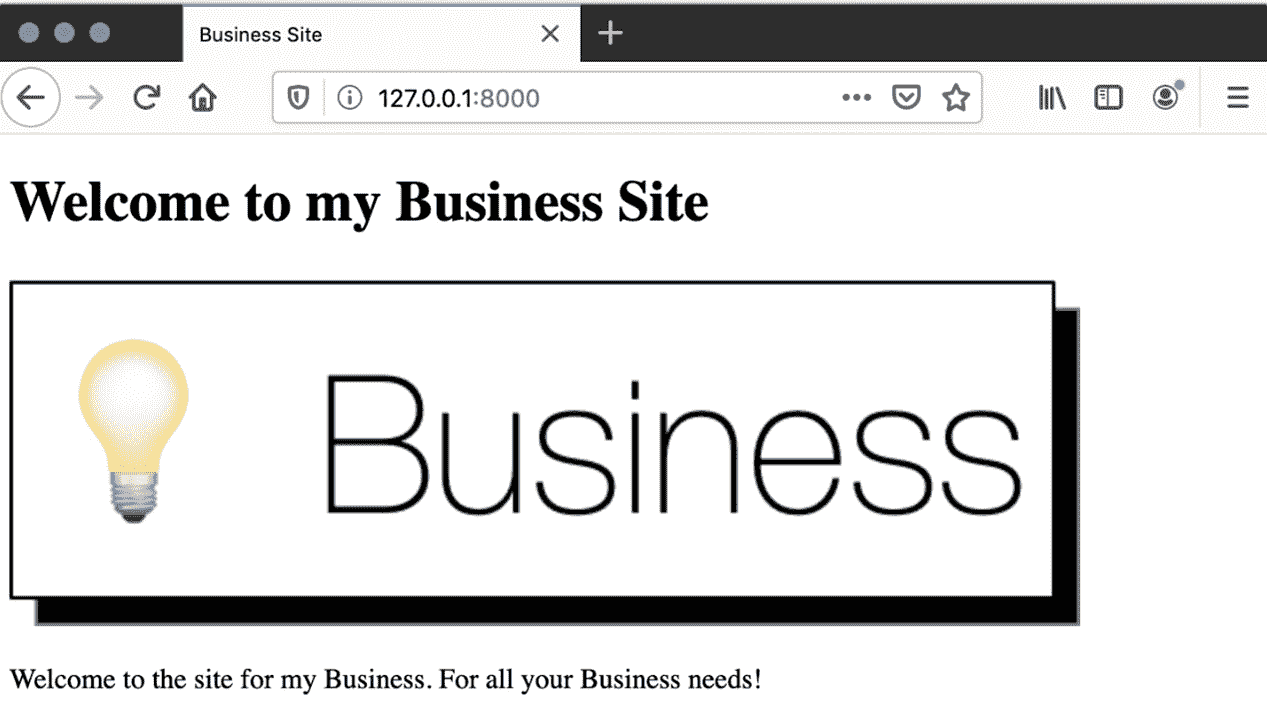 Business Site
127.0.0.1:8000
Welcome to my Business Site
Business
Welcome to the site for my Business. For all your Business needs!